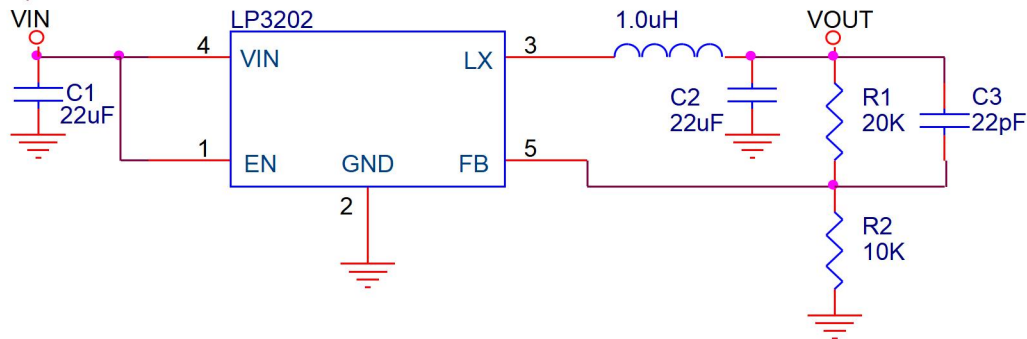 VIN
LP3202
1.0uH
VOUT
4
VIN
LX
3
C1
22uF
C2
22uF
R1
20K
C3
22pF
1
EN
GND
FB
5
2
R2
10K